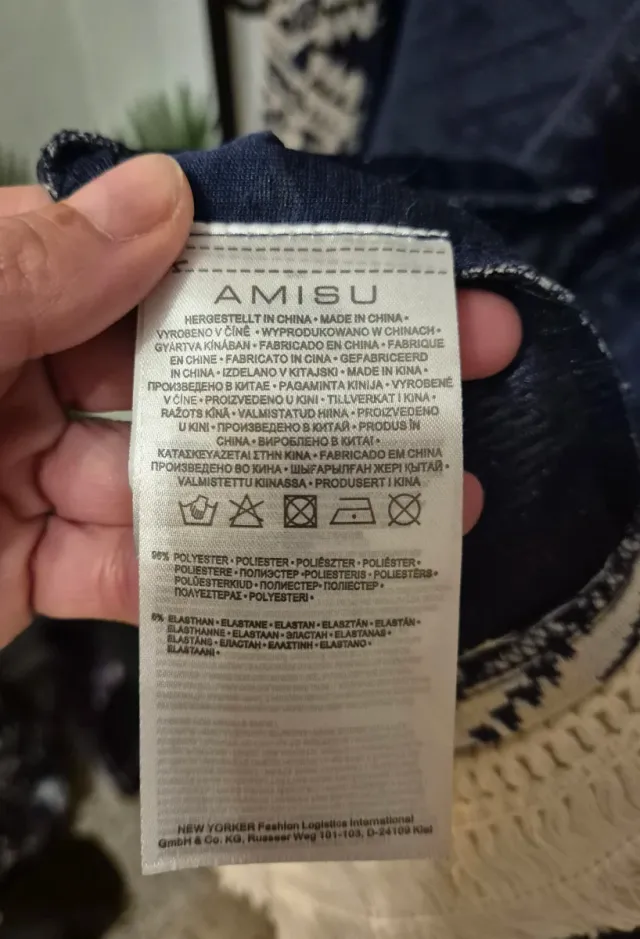 AMISU
HERGESTELLT IN CHINA • MADE IN CHINA •
VYROBENO V ČÍNĚ • WYPRODUKOWANO W CHINACH •
GYÁRTVA KÍNÁBAN • FABRICADO EN CHINA • FABRIQUE
EN CHINE • FABRICATO IN CINA • GEFABRICEERD
IN CHINA • IZDELANO V KITAJSKI • MADE IN KINA •
ПРОИЗВЕДЕНО В КИТАЕ • PAGAMINTA KINIJA • VYROBENÉ
V ČÍNE • PROIZVEDENO U KINI • TILLVERKAT I KINA •
RAŽOTS ĶĪNĀ • VALMISTATUD HIINA • PROIZVEDENO
U KINI • ПРОИЗВЕДЕНО В КИТАЙ • PRODUS ÎN
CHINA • ВИРОБЛЕНО В КИТАЇ •
ΚΑΤΑΣΚΕΥΑΖΕΤΑΙ ΣΤΗΝ ΚΙΝΑ • FABRICADO EM CHINA
ПРОИЗВЕДЕНО ВО КИНА • ШЫҒАРЫЛҒАН ЖЕРІ ҚЫТАЙ •
VALMISTETTU KIINASSA • PRODUSERT I KINA
POLYESTER • POLIESTER • POLIÉSZTER • POLIÉSTER •
POLIESTERE • ПОЛИЭСТЕР • POLIESTERIS • POLIESTĒRS •
POLÜESTERKIUD • ПОЛИЕСТЕР • ПОЛІЕСТЕР •
ΠΟΛΥΕΣΤΕΡΑΣ • POLYESTERI •
ELASTHAN • ELASTANE • ELASTAN • ELASZTÁN • ELASTÁN •
ELASTHANNE • ELASTAAN • ЭЛАСТАН • ELASTANAS •
ELASTĀNS • ЕЛАСТАН • ΕΛΑΣΤΙΝΗ • ELASTANO •
ELASTAANI •
NEW YORKER Fashion Logistics International
GmbH & Co. KG, Russeer Weg 101-103, D-24109 Kiel